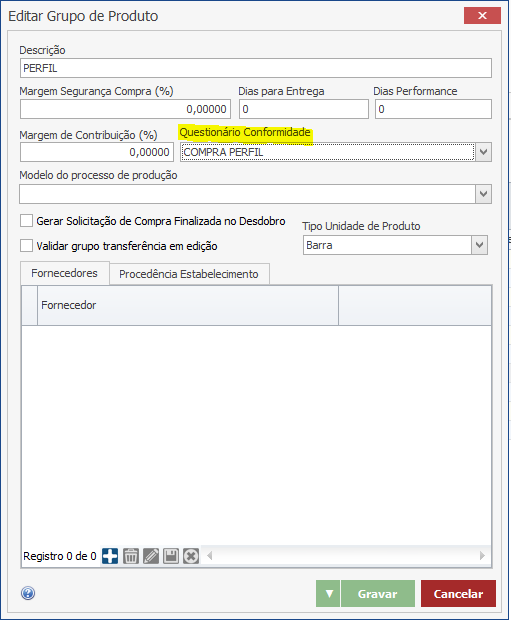 Editar Grupo de Produto
Descrição
PERFIL
Margem Segurança Compra (%) Dias para Entrega Dias Performance
0,00000 0 0
Margem de Contribuição (%) Questionário Conformidade
0,00000 COMPRA PERFIL
Modelo do processo de produção
Gerar Solicitação de Compra Finalizada no Desdobro
Tipo Unidade de Produto
Validar grupo transferência em edição Barra
Fornecedores Procedência Estabelecimento
Fornecedor
Registro 0 de 0
Gravar Cancelar